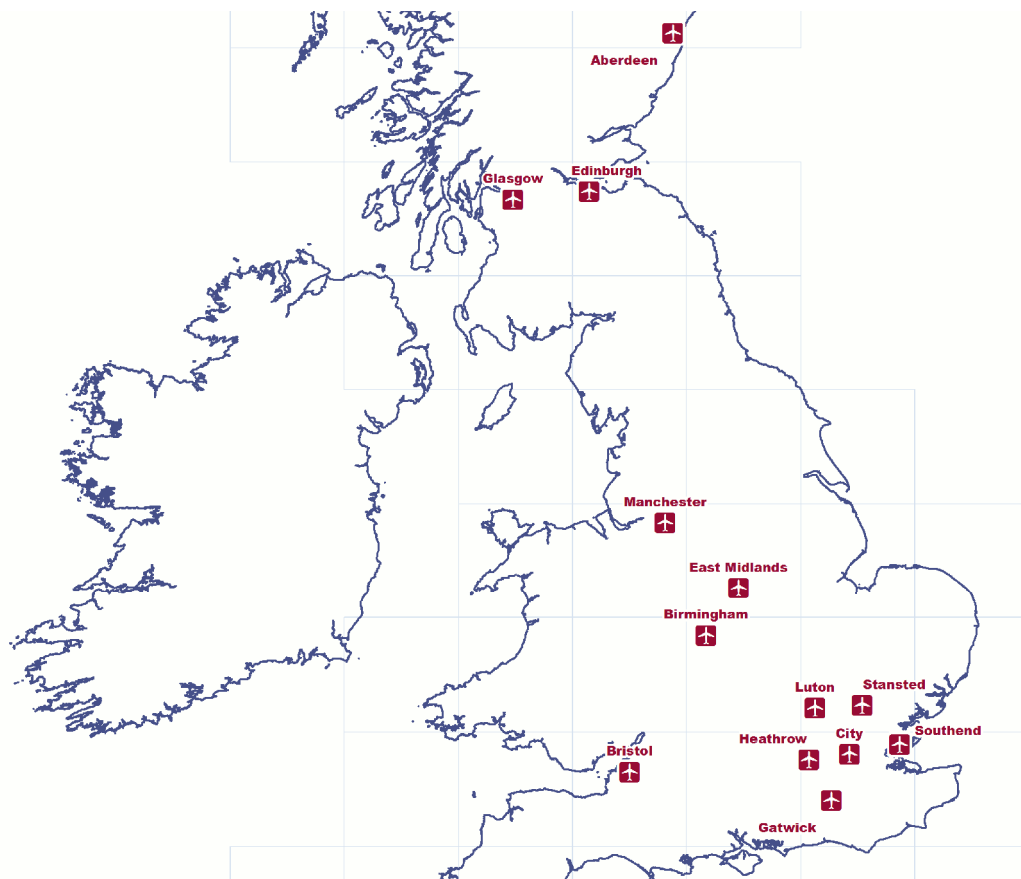 Aberdeen
Edinburgh
Glasgow
Manchester
East Midlands
Birmingham
Stansted
Luton
Southend
City
Heathrow
Bristol
Gatwick